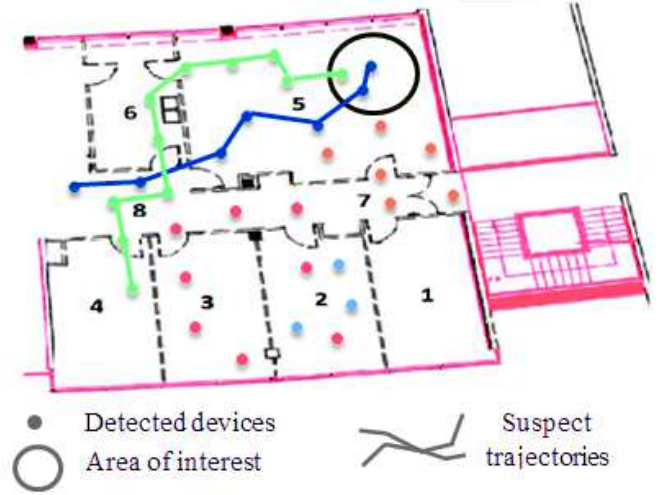 5
6
7
8
4
3
2
1
Detected devices
Suspect
Area of interest
trajectories